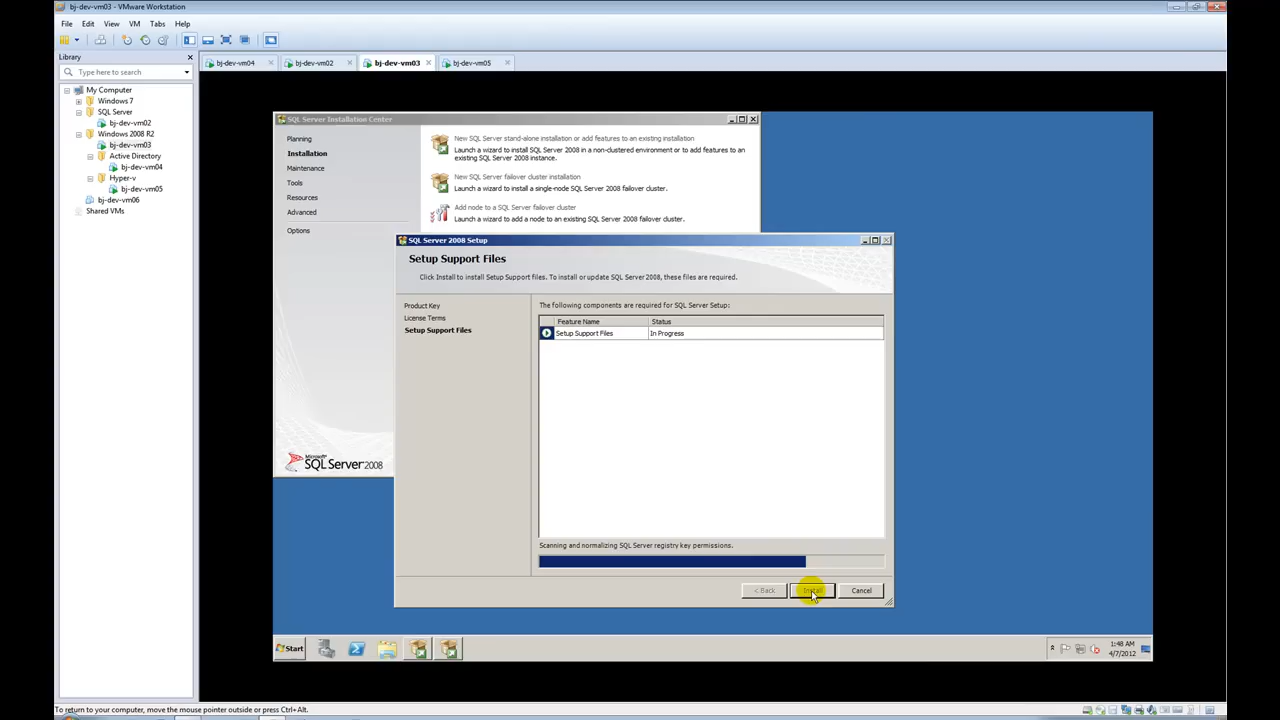 bj-dev-vm03 - VMware Workstation
File Edit View VM Tabs Help
Library
Type here to search
My Computer
Windows 7
SQL Server
bj-dev-vm02
Windows 2008 R2
bj-dev-vm03
Active Directory
bj-dev-vm04
Hyper-v
bj-dev-vm05
bj-dev-vm06
Shared VMs
bj-dev-vm04 bj-dev-vm02 bj-dev-vm03 bj-dev-vm05
SQL Server Installation Center
Planning
Installation
Maintenance
Tools
Resources
Advanced
Options
New SQL Server stand-alone installation or add features to an existing installation
Launch a wizard to install SQL Server 2008 in a non-clustered environment or to add features to an
existing SQL Server 2008 instance.
New SQL Server failover cluster installation
Launch a wizard to install a single-node SQL Server 2008 failover cluster.
Add node to a SQL Server failover cluster
Launch a wizard to add a node to an existing SQL Server 2008 failover cluster.
Microsoft
SQL Server 2008
SQL Server 2008 Setup
Setup Support Files
Click Install to install Setup Support files. To install or update SQL Server 2008, these files are required.
Product Key
License Terms
Setup Support Files
The following components are required for SQL Server Setup:
Feature Name Status
Setup Support Files In Progress
Scanning and normalizing SQL Server registry key permissions.
< Back Install Cancel
Start
1:48 AM
4/7/2012
To return to your computer, move the mouse pointer outside or press Ctrl+Alt.